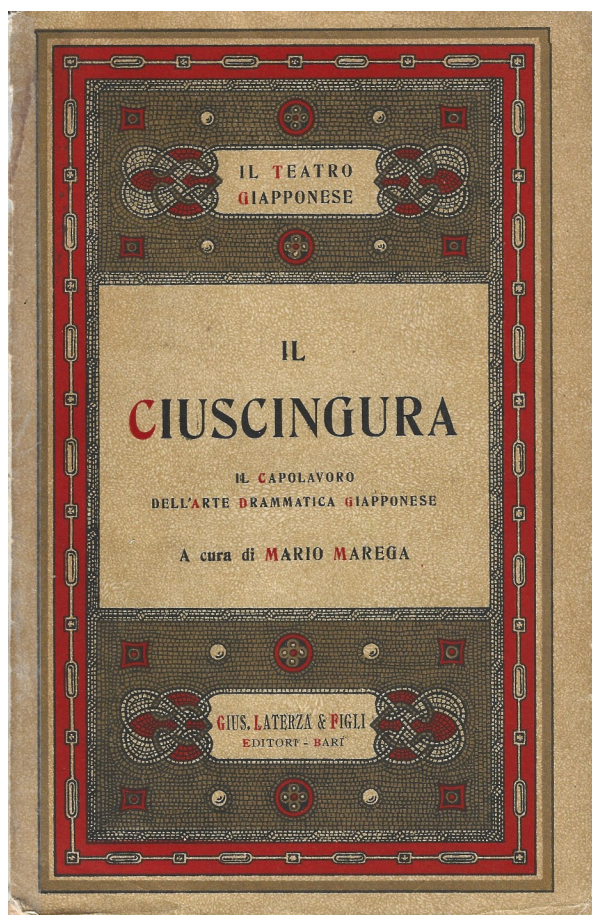 IL TEATRO
GIAPPONESE
IL
CIUSCINGURA
IL CAPOLAVORO
DELL'ARTE DRAMMATICA GIAPPONESE
A cura di MARIO MAREGA
GIUS. LATERZA & FIGLI
EDITORI - BARI